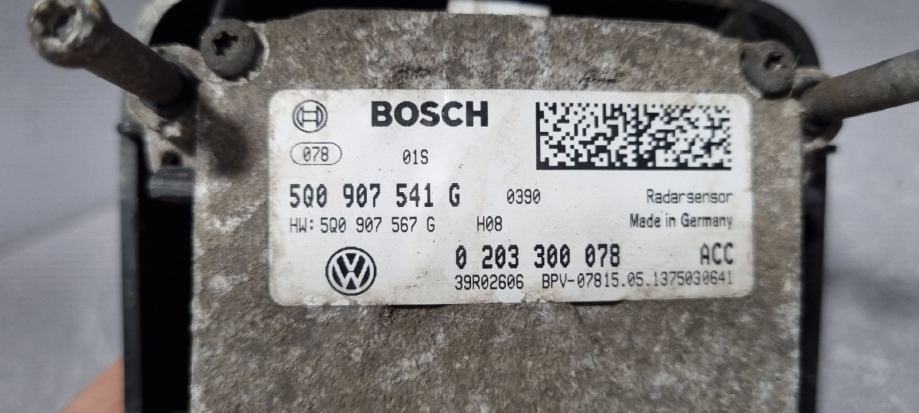 BOSCH
078 01S
5Q0 907 541 G 0390 Radarsensor
HW: 5Q0 907 567 G H08 Made in Germany
0 203 300 078 ACC
39R02606 BPV-07815.05.1375030641